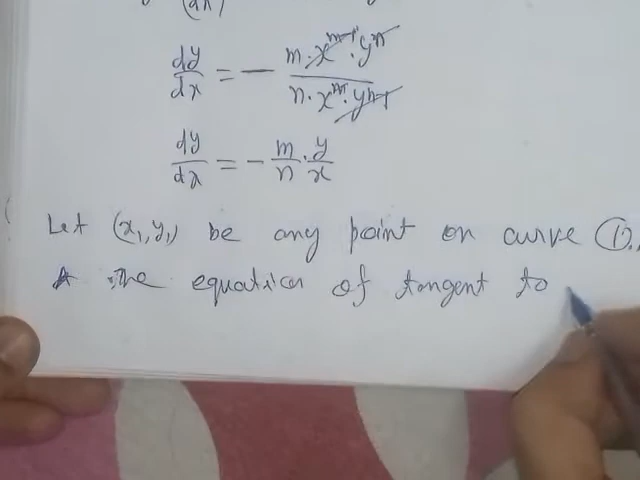 (dx)
dy/dx = - m·x^{m-1}·y^n / n·x^m·y^{n-1}
dy/dx = - m/n · y/x
Let (x₁, y₁) be any point on curve ①.
the equation of tangent to